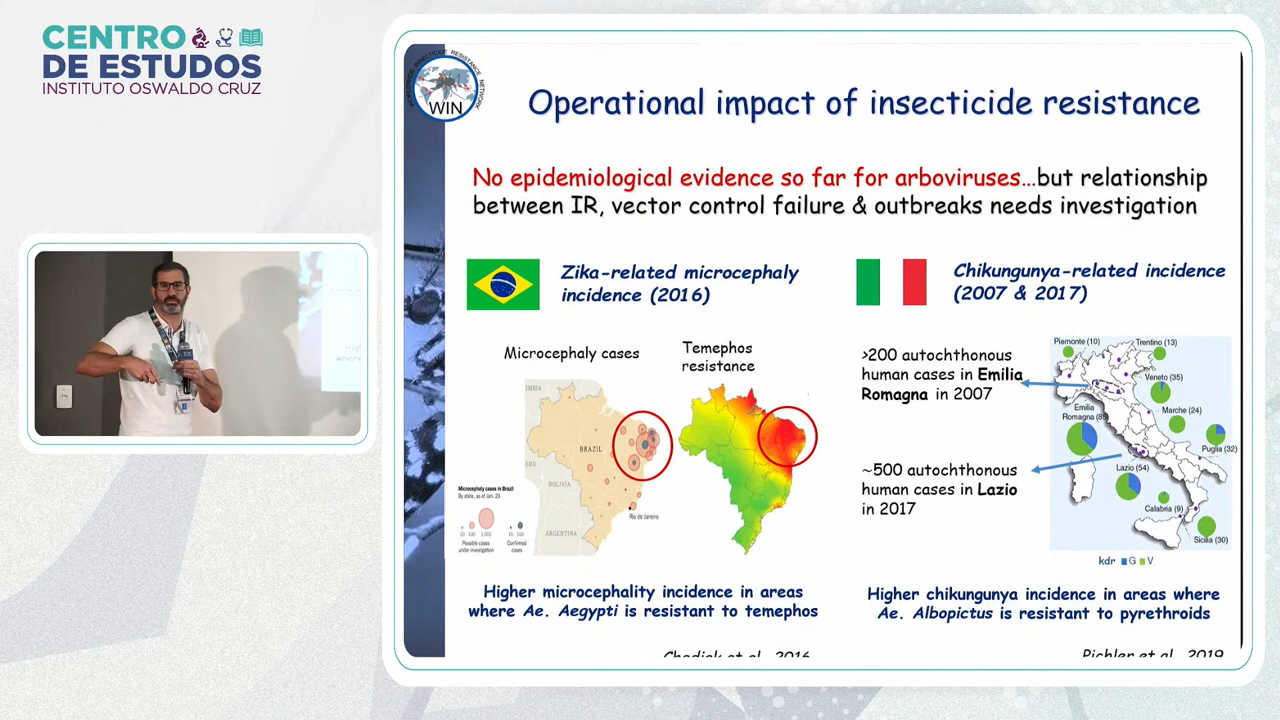 CENTRO
DE ESTUDOS
INSTITUTO OSWALDO CRUZ
WORLDWIDE INSECTICIDE RESISTANCE NETWORK
WIN
Operational impact of insecticide resistance
No epidemiological evidence so far for arboviruses…but relationship
between IR, vector control failure & outbreaks needs investigation
Zika-related microcephaly
incidence (2016)
Microcephaly cases
Temephos
resistance
BRAZIL
BOLIVIA
ARGENTINA
Rio de Janeiro
Microcephaly cases in Brazil
By state, as of Jan. 23
Possible cases
under investigation
Confirmed
cases
Higher microcephality incidence in areas
where Ae. Aegypti is resistant to temephos
Chikungunya-related incidence
(2007 & 2017)
>200 autochthonous
human cases in Emilia
Romagna in 2007
~500 autochthonous
human cases in Lazio
in 2017
Piemonte (10)
Trentino (13)
Veneto (35)
Marche (24)
Emilia
Romagna
Puglia (32)
Lazio (54)
Calabria (9)
Sicilia (30)
kdr G V
Higher chikungunya incidence in areas where
Ae. Albopictus is resistant to pyrethroids
Pichler et al., 2019